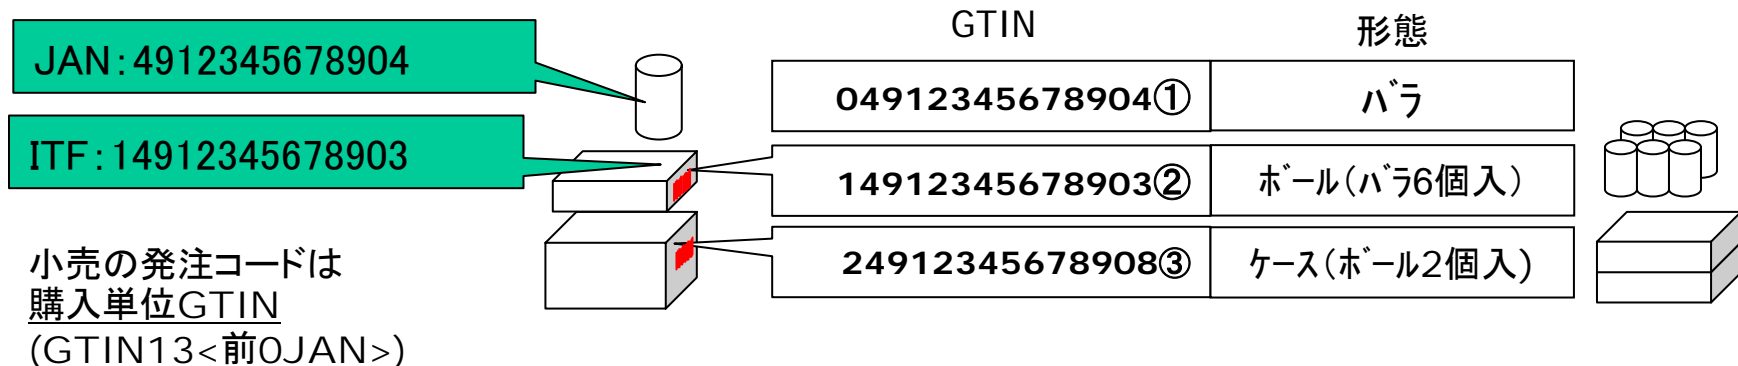 GTIN 形態
JAN:4912345678904
04912345678904① バラ
ITF:14912345678903
14912345678903② ボール(バラ6個入)
24912345678908③ ケース(ボール2個入)
小売の発注コードは
購入単位GTIN
(GTIN13<前0JAN>)